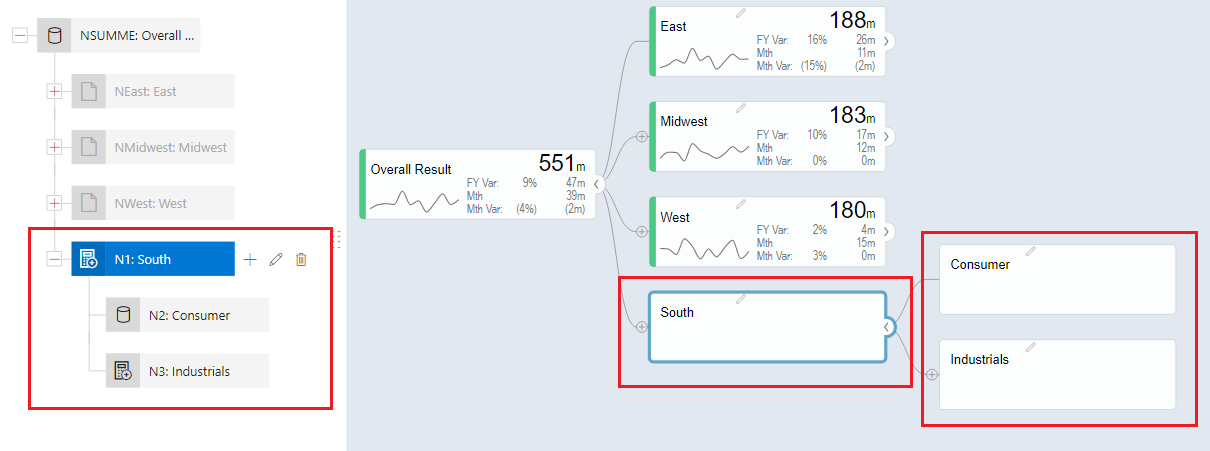 NSUMME: Overall ...
NEast: East
NMidwest: Midwest
NWest: West
N1: South
N2: Consumer
N3: Industrials
Overall Result
551m
FY Var: 9% 47m
Mth 39m
Mth Var: (4%) (2m)
East
188m
FY Var: 16% 26m
Mth 11m
Mth Var: (15%) (2m)
Midwest
183m
FY Var: 10% 17m
Mth 12m
Mth Var: 0% 0m
West
180m
FY Var: 2% 4m
Mth 15m
Mth Var: 3% 0m
South
Consumer
Industrials